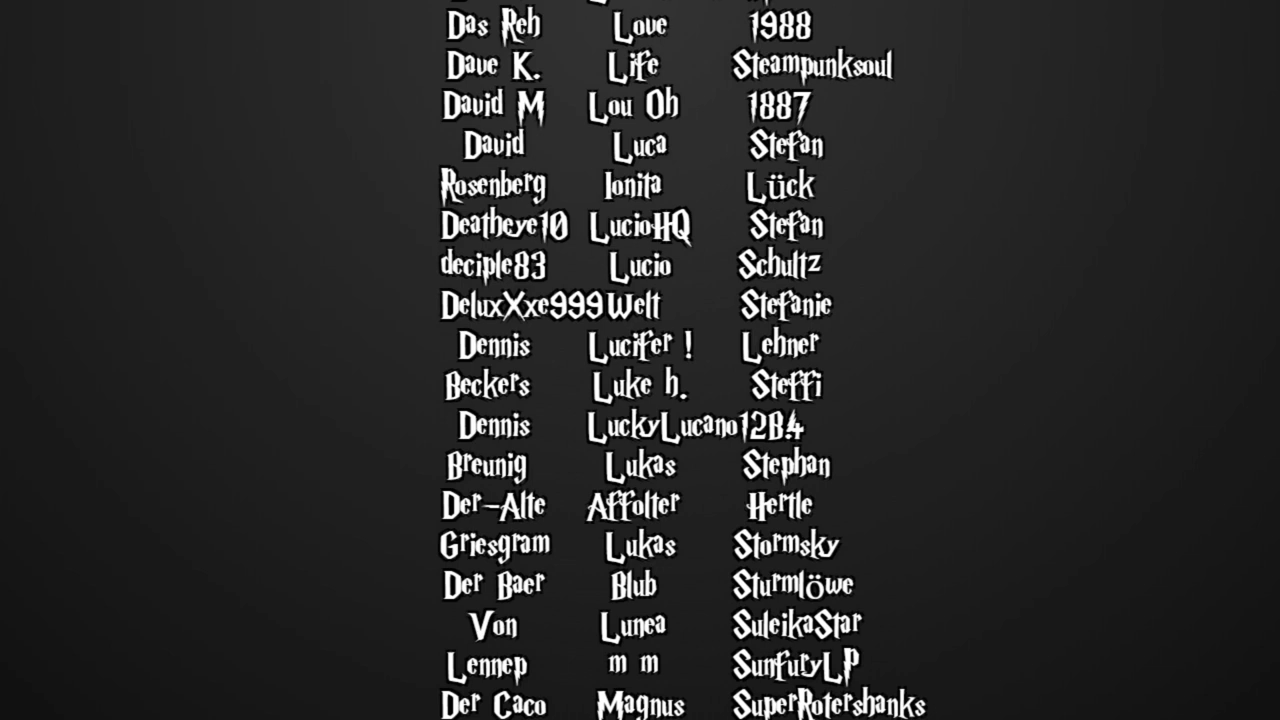 Das Reh Love 1988
Dave K. Life Steampunksoul
David M Lou Oh 1887
David Luca Stefan
Rosenberg Ionita Lück
Deatheye10 LucioHQ Stefan
deciple83 Lucio Schultz
DeluxXxe999 Welt Stefanie
Dennis Lucifer ! Lehner
Beckers Luke h. Steffi
Dennis LuckyLucano 1284
Breunig Lukas Stephan
Der-Alte Affolter Hertle
Griesgram Lukas Stormsky
Der Baer Blub Sturmlöwe
Von Lunea SuleikaStar
Lennep m m SunfuryLP
Der Caco Magnus SuperRotershanks